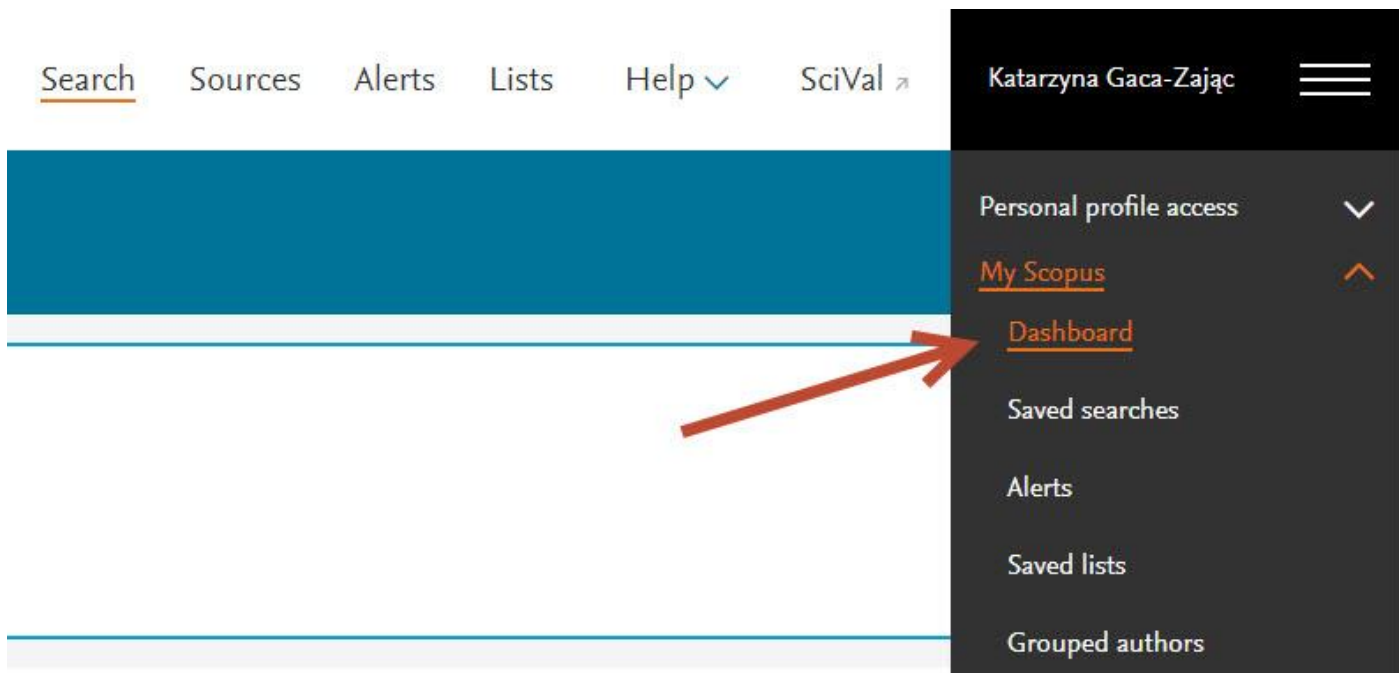 Search Sources Alerts Lists Help SciVal Katarzyna Gaca-Zając
Personal profile access
My Scopus
Dashboard
Saved searches
Alerts
Saved lists
Grouped authors